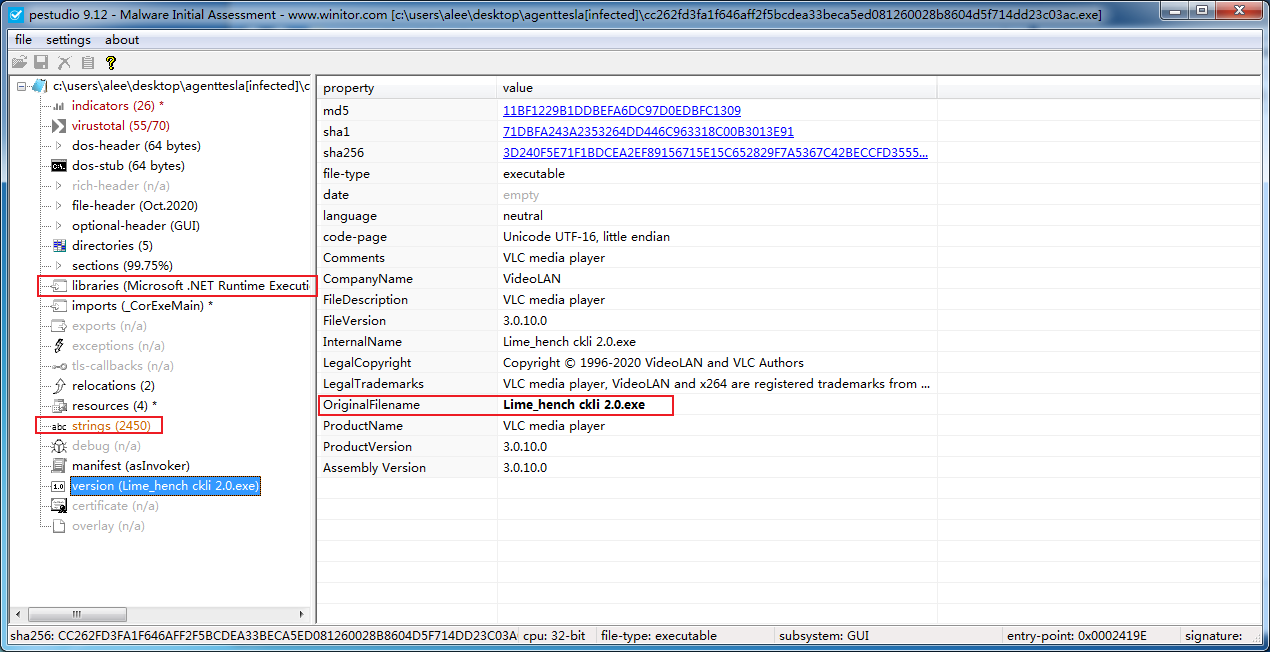 pestudio 9.12 - Malware Initial Assessment - www.winitor.com [c:\users\alee\desktop\agenttesla[infected]\cc262fd3fa1f646aff2f5bcdea33beca5ed081260028b8604d5f714dd23c03ac.exe]
file settings about
c:\users\alee\desktop\agenttesla[infected]\c
indicators (26) *
virustotal (55/70)
dos-header (64 bytes)
dos-stub (64 bytes)
rich-header (n/a)
file-header (Oct.2020)
optional-header (GUI)
directories (5)
sections (99.75%)
libraries (Microsoft .NET Runtime Executi
imports (_CorExeMain) *
exports (n/a)
exceptions (n/a)
tls-callbacks (n/a)
relocations (2)
resources (4) *
abc strings (2450)
debug (n/a)
manifest (asInvoker)
1.0 version (Lime_hench ckli 2.0.exe)
certificate (n/a)
overlay (n/a)
property value
md5 11BF1229B1DDBEFA6DC97D0EDBFC1309
sha1 71DBFA243A2353264DD446C963318C00B3013E91
sha256 3D240F5E71F1BDCEA2EF89156715E15C652829F7A5367C42BECCFD3555...
file-type executable
date empty
language neutral
code-page Unicode UTF-16, little endian
Comments VLC media player
CompanyName VideoLAN
FileDescription VLC media player
FileVersion 3.0.10.0
InternalName Lime_hench ckli 2.0.exe
LegalCopyright Copyright © 1996-2020 VideoLAN and VLC Authors
LegalTrademarks VLC media player, VideoLAN and x264 are registered trademarks from ...
OriginalFilename Lime_hench ckli 2.0.exe
ProductName VLC media player
ProductVersion 3.0.10.0
Assembly Version 3.0.10.0
sha256: CC262FD3FA1F646AFF2F5BCDEA33BECA5ED081260028B8604D5F714DD23C03A cpu: 32-bit file-type: executable subsystem: GUI entry-point: 0x0002419E signature: